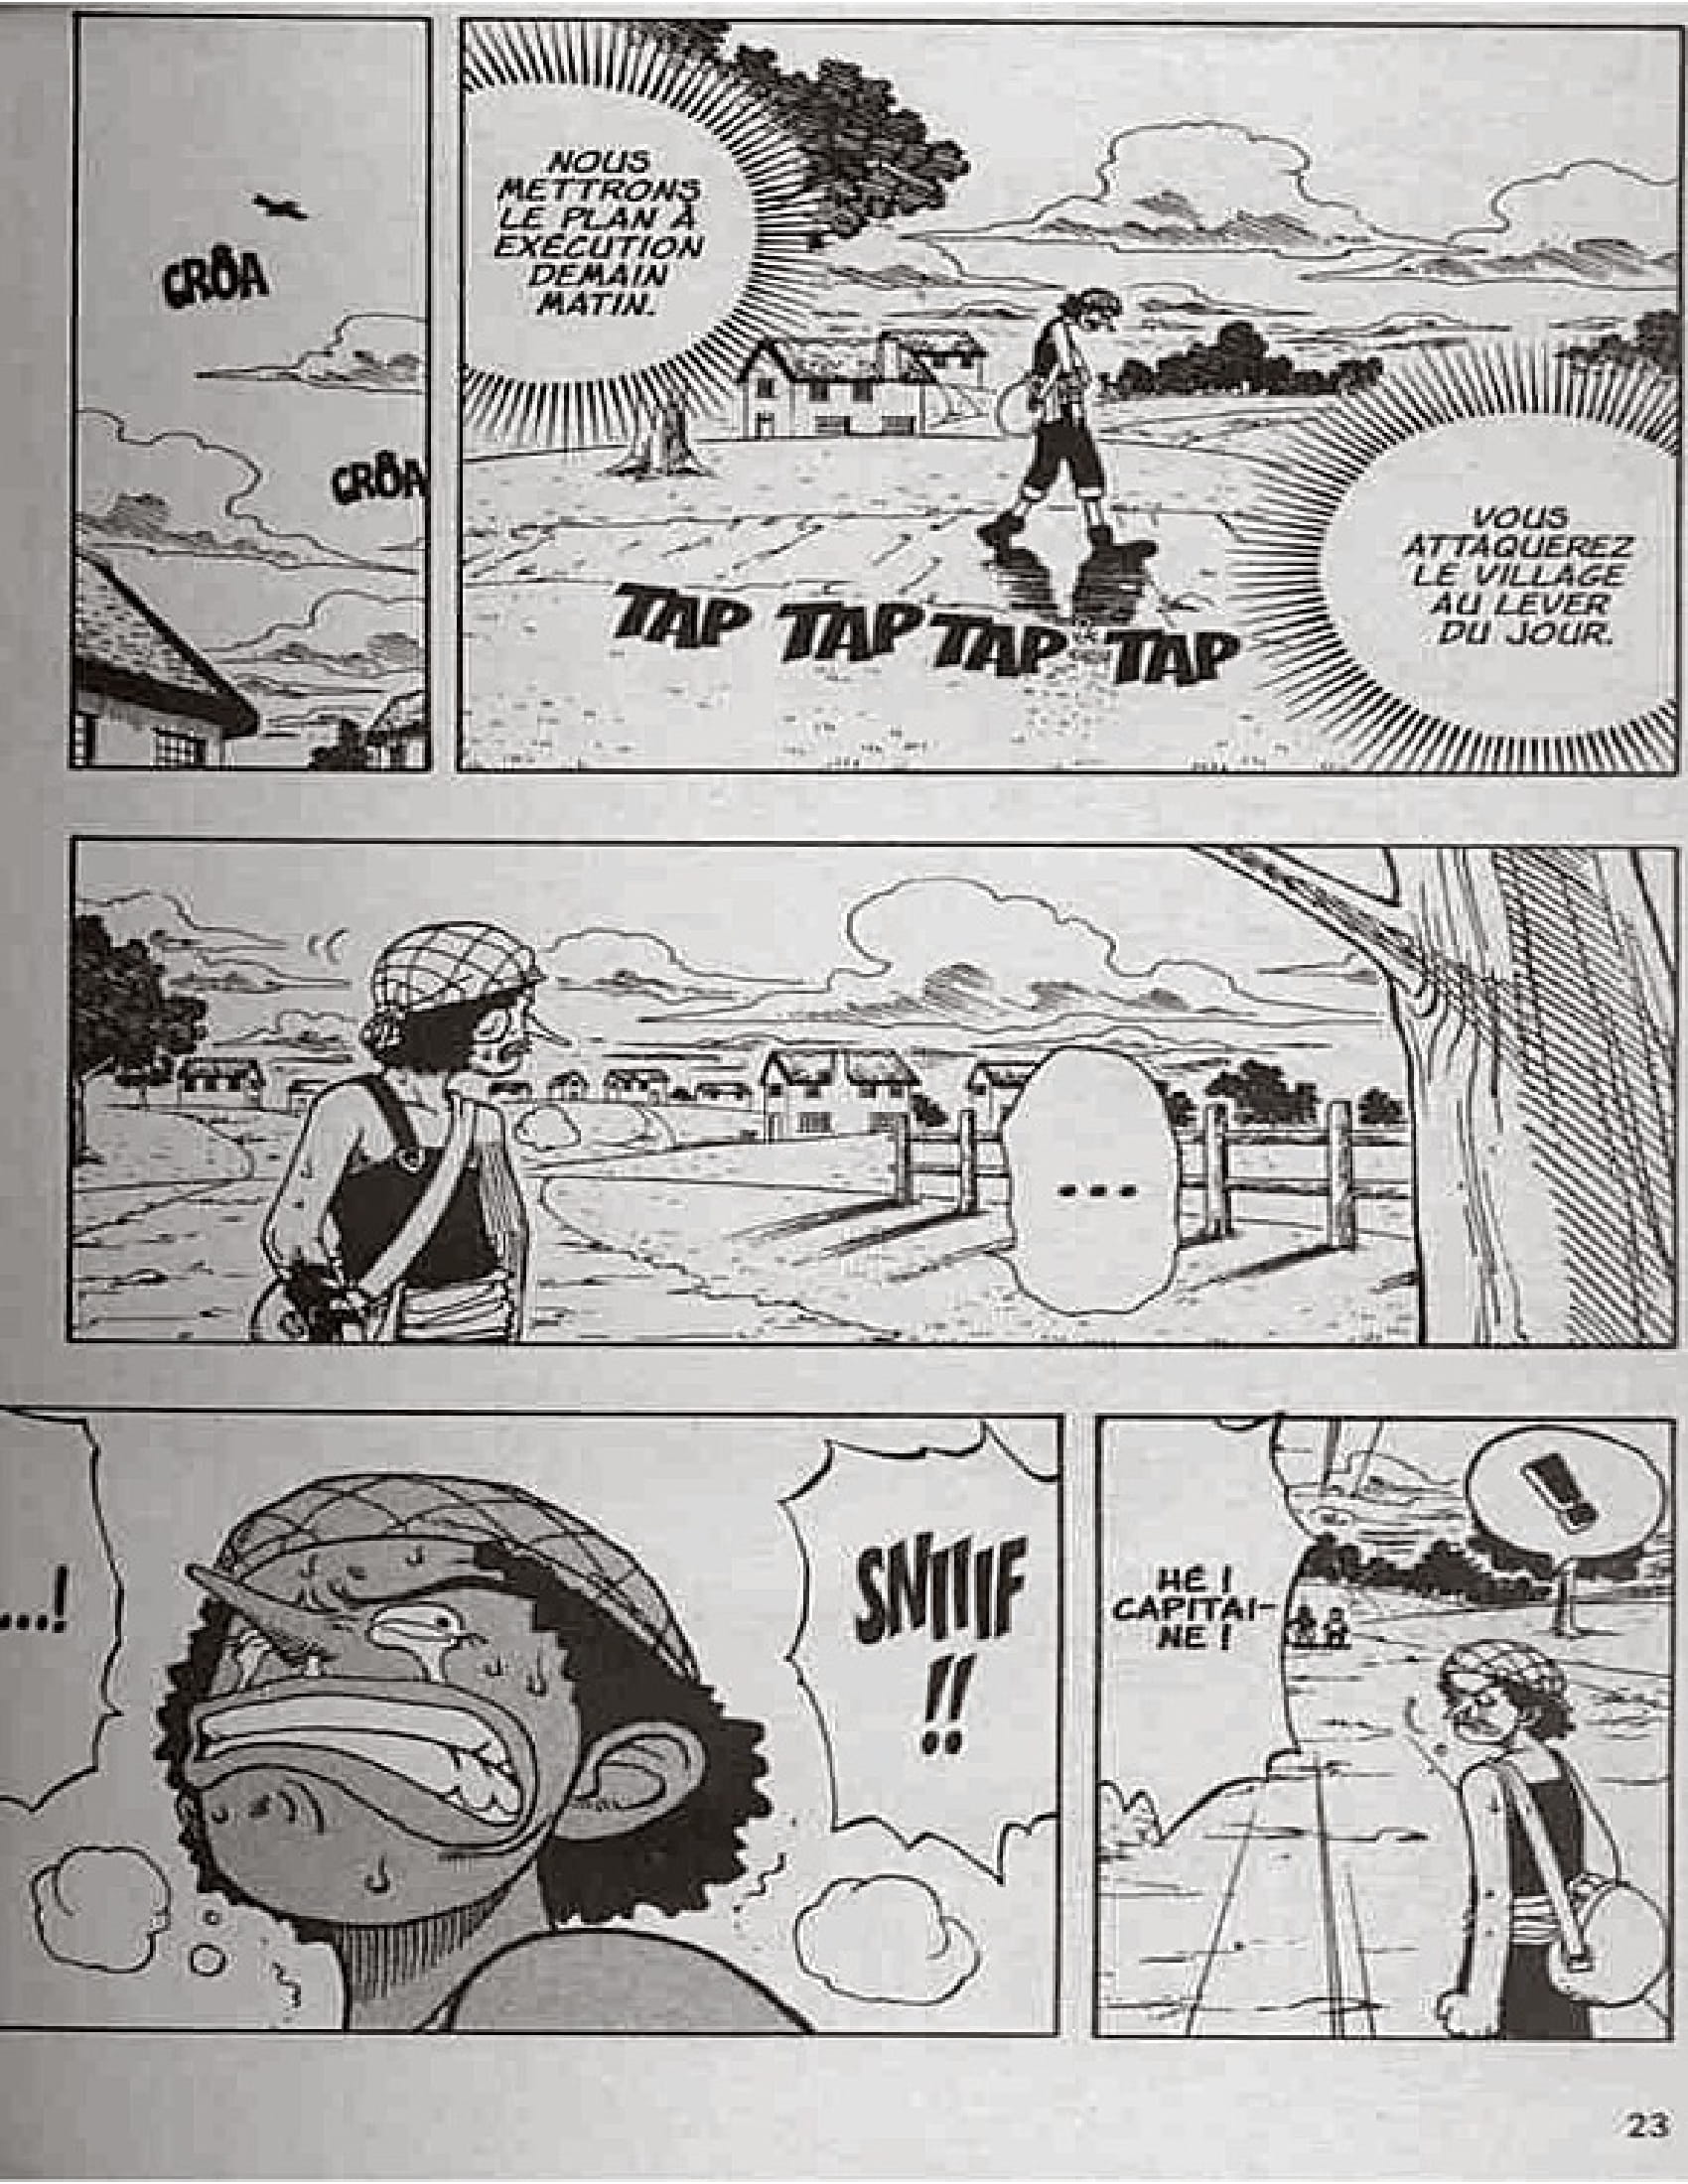 NOUS
METTRONS
LE PLAN À
EXÉCUTION
DEMAIN
MATIN.
VOUS
ATTAQUEREZ
LE VILLAGE
AU LEVER
DU JOUR.
TAP TAP TAP TAP
CRÔA
CRÔA
...
!
HÉ !
CAPITAI-
NE !
SNIIIF
!!
...!
23